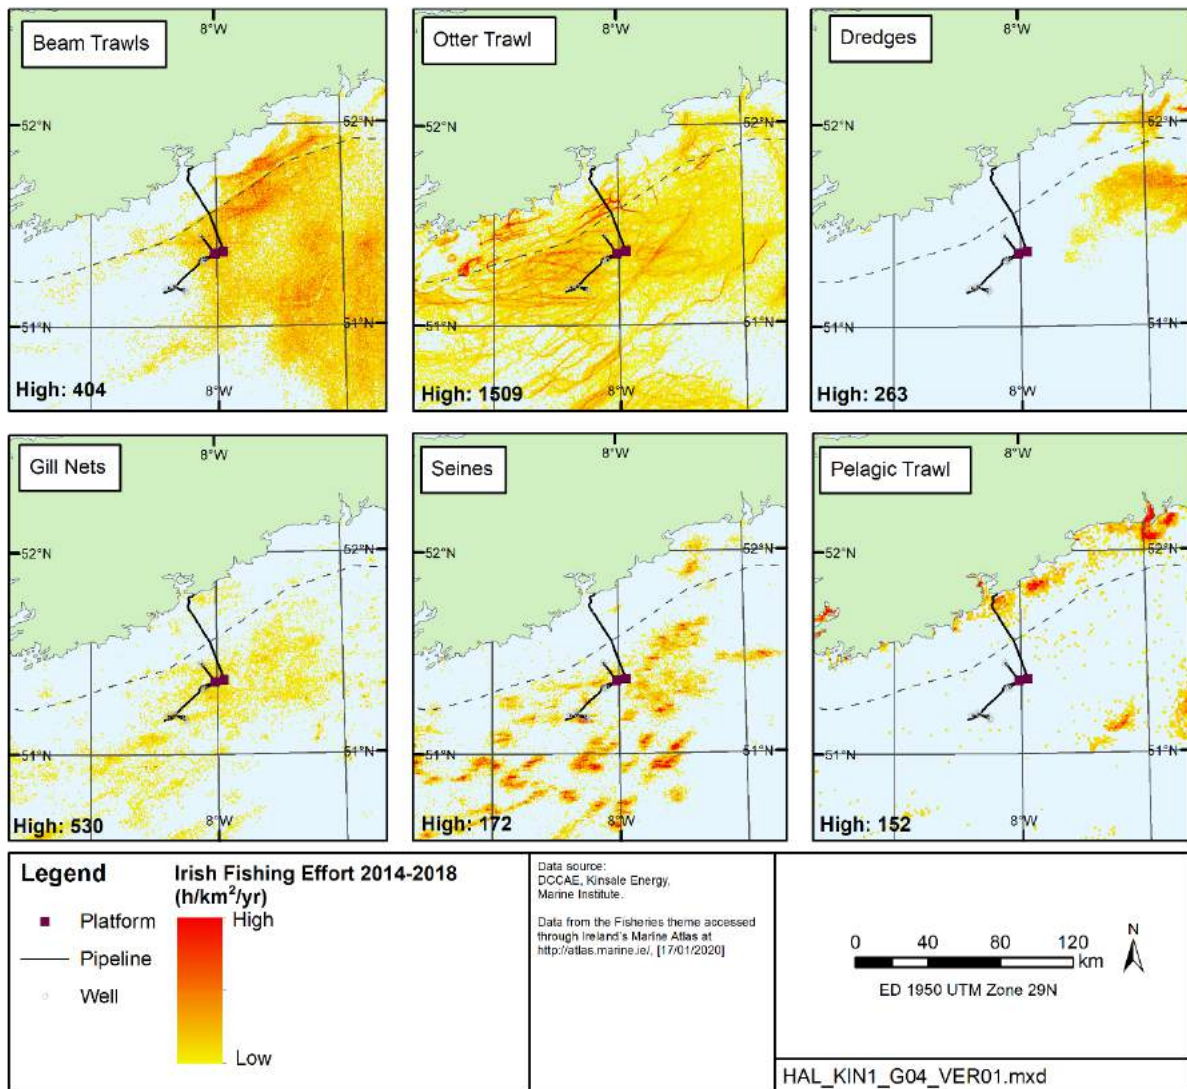 Beam Trawls
8°W
52°N
51°N
8°W
High: 404
Otter Trawl
8°W
52°N
52°N
51°N
8°W
High: 1509
Dredges
8°W
52°N
52°N
51°N
8°W
High: 263
Gill Nets
8°W
52°N
52°N
51°N
51°N
8°W
High: 530
Seines
8°W
52°N
52°N
51°N
51°N
8°W
High: 172
Pelagic Trawl
8°W
52°N
52°N
51°N
51°N
8°W
High: 152
Legend
Platform
Pipeline
Well
Irish Fishing Effort 2014-2018
(h/km²/yr)
High
Low
Data source:
DCCAE, Kinsale Energy,
Marine Institute.
Data from the Fisheries theme accessed
through Ireland's Marine Atlas at
http://atlas.marine.ie/, [17/01/2020]
0 40 80 120
km
N
ED 1950 UTM Zone 29N
HAL_KIN1_G04_VER01.mxd